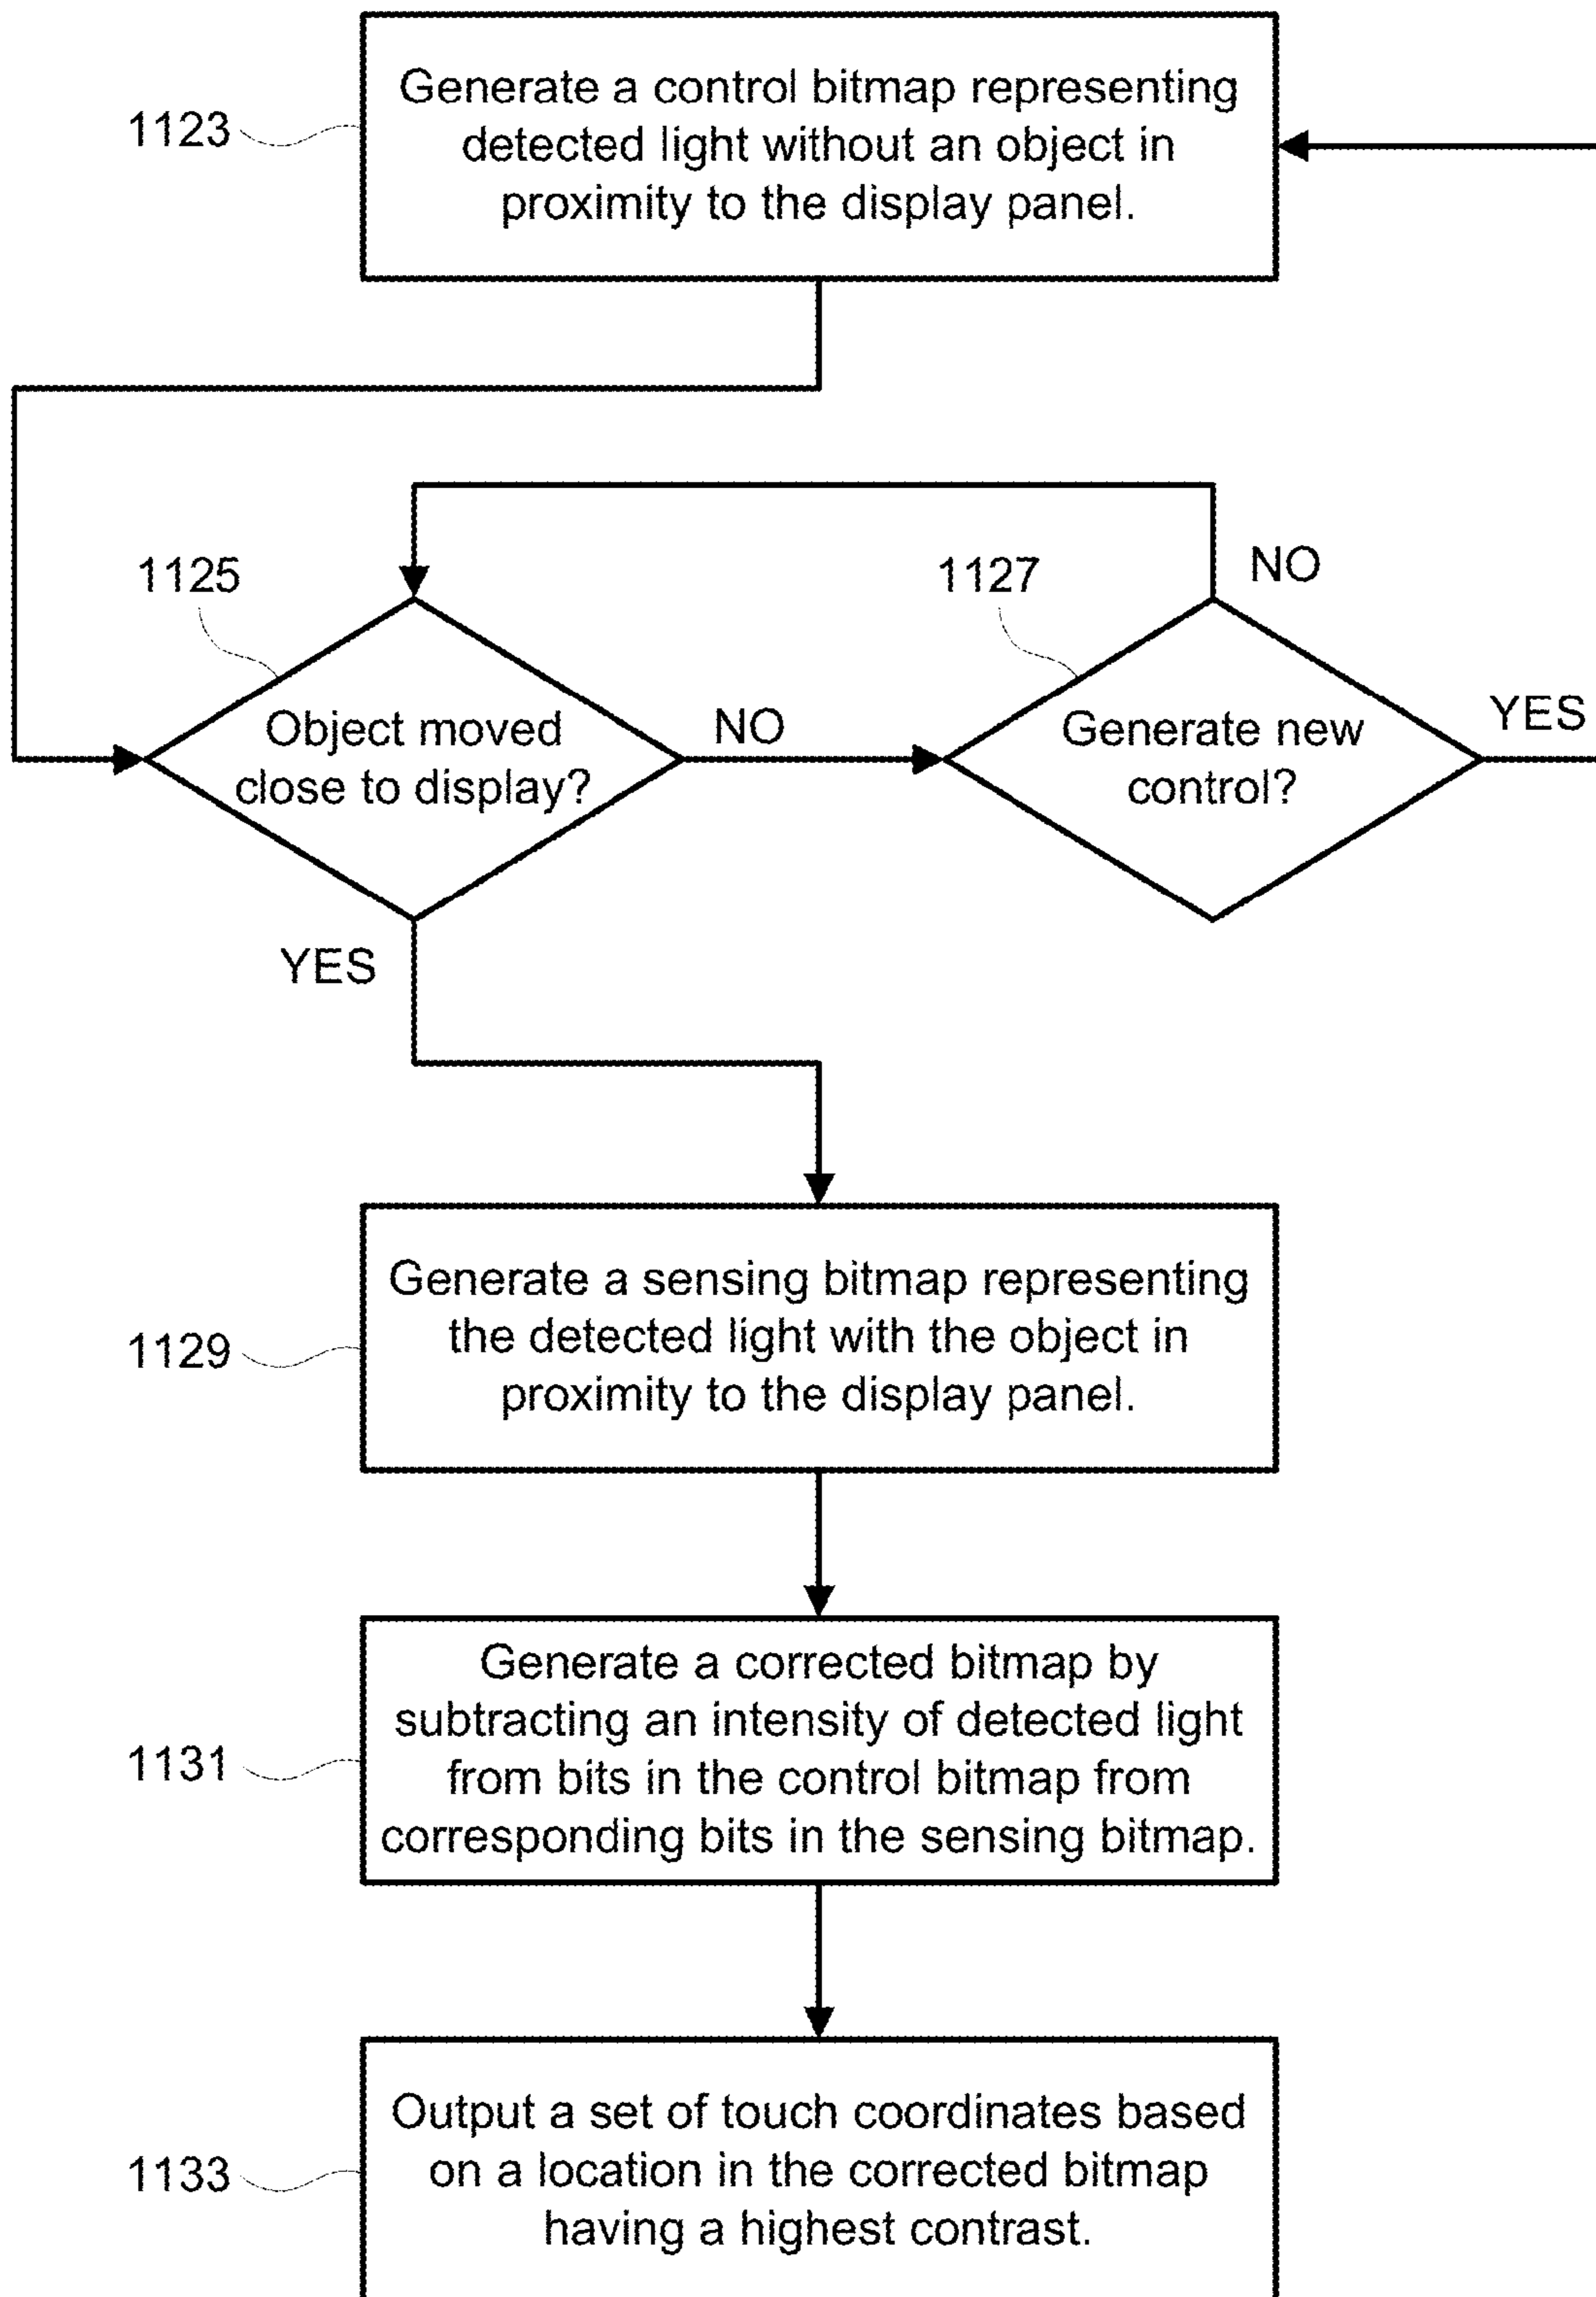 1123
Generate a control bitmap representing
detected light without an object in
proximity to the display panel.
1125
1127
NO
Object moved
close to display?
NO
Generate new
control?
YES
YES
1129
Generate a sensing bitmap representing
the detected light with the object in
proximity to the display panel.
1131
Generate a corrected bitmap by
subtracting an intensity of detected light
from bits in the control bitmap from
corresponding bits in the sensing bitmap.
1133
Output a set of touch coordinates based
on a location in the corrected bitmap
having a highest contrast.